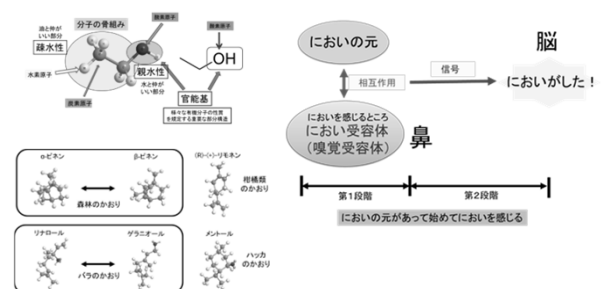 分子の骨組み
油と仲が
いい部分
疎水性
水素原子
炭素原子
酸素原子
親水性
水と仲が
いい部分
酸素原子
OH
官能基
様々な有機分子の性質
を規定する重要な部分構造
α-ピネン
β-ピネン
森林のかおり
(R)-(+)-リモネン
柑橘類
のかおり
リナロール
ゲラニオール
バラのかおり
メントール
ハッカ
のかおり
においの元
相互作用
信号
脳
においがした！
においを感じるところ
におい受容体
（嗅覚受容体）
鼻
第1段階
第2段階
においの元があって始めてにおいを感じる